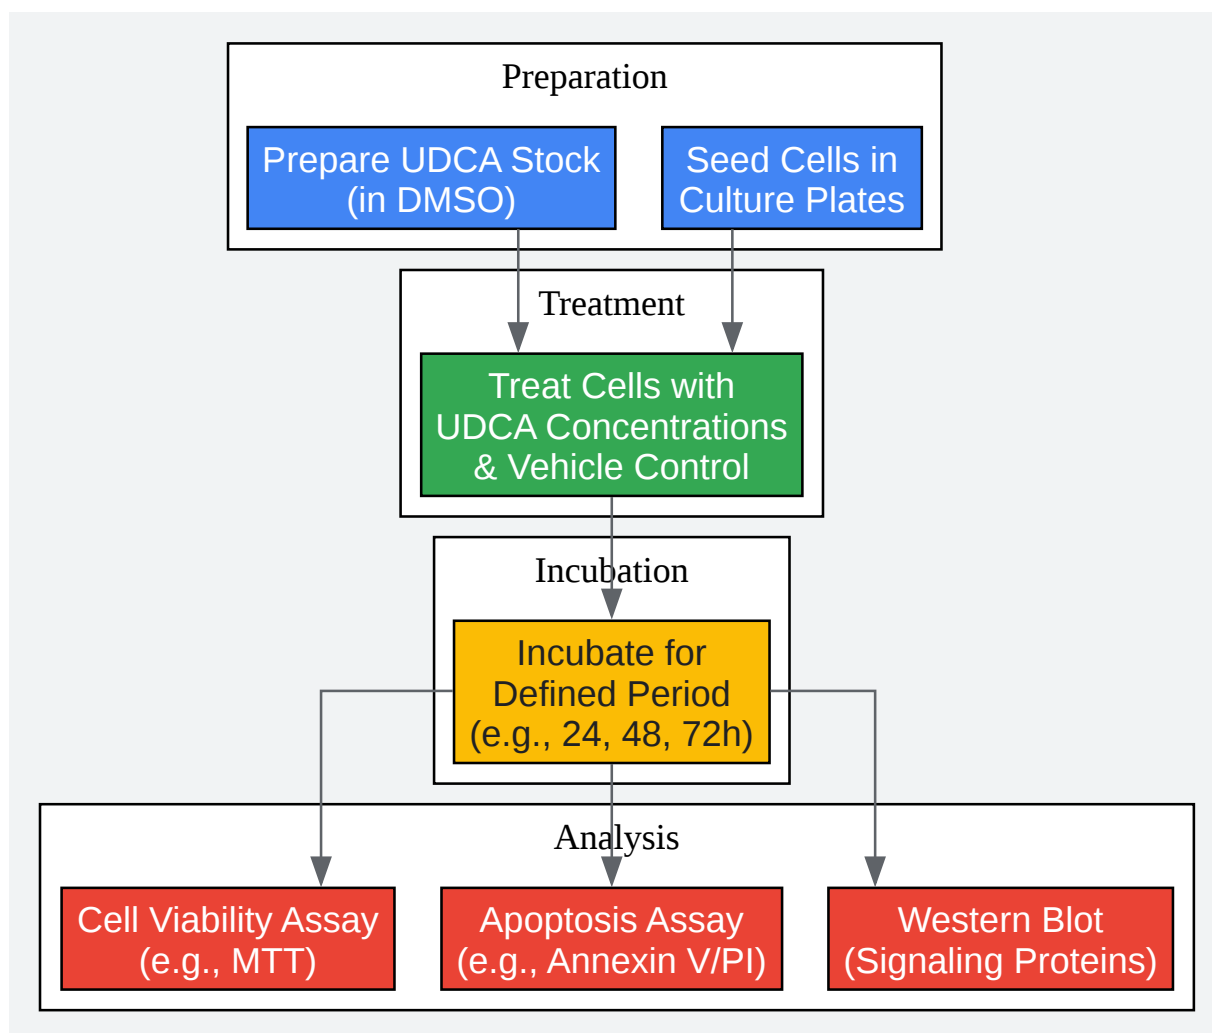 Preparation
Prepare UDCA Stock
(in DMSO)
Seed Cells in
Culture Plates
Treatment
Treat Cells with
UDCA Concentrations
& Vehicle Control
Incubation
Incubate for
Defined Period
(e.g., 24, 48, 72h)
Analysis
Cell Viability Assay
(e.g., MTT)
Apoptosis Assay
(e.g., Annexin V/PI)
Western Blot
(Signaling Proteins)